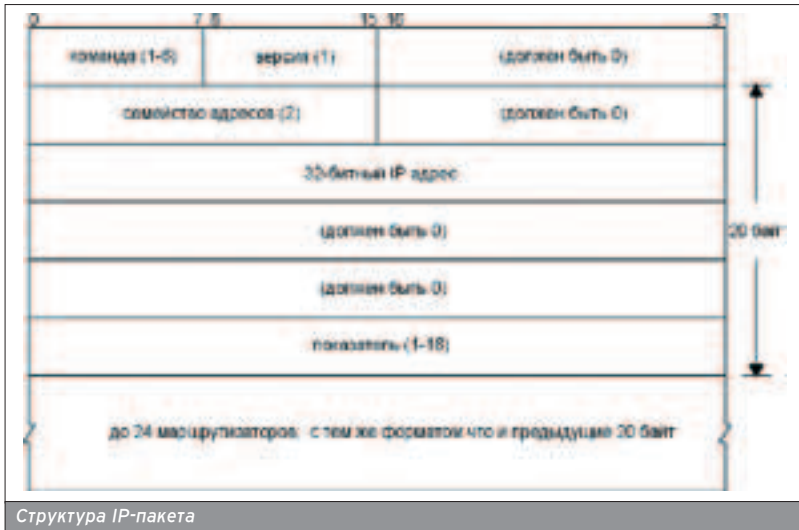 0 7 8 15 16 31
команда (1-6) версия (1) (должен быть 0)
семейство адресов (2) (должен быть 0)
32-битный IP адрес
(должен быть 0)
20 байт
(должен быть 0)
показатель (1-16)
до 24 маршрутизаторов, с тем же форматом что и предыдущие 20 байт
Структура IP-пакета